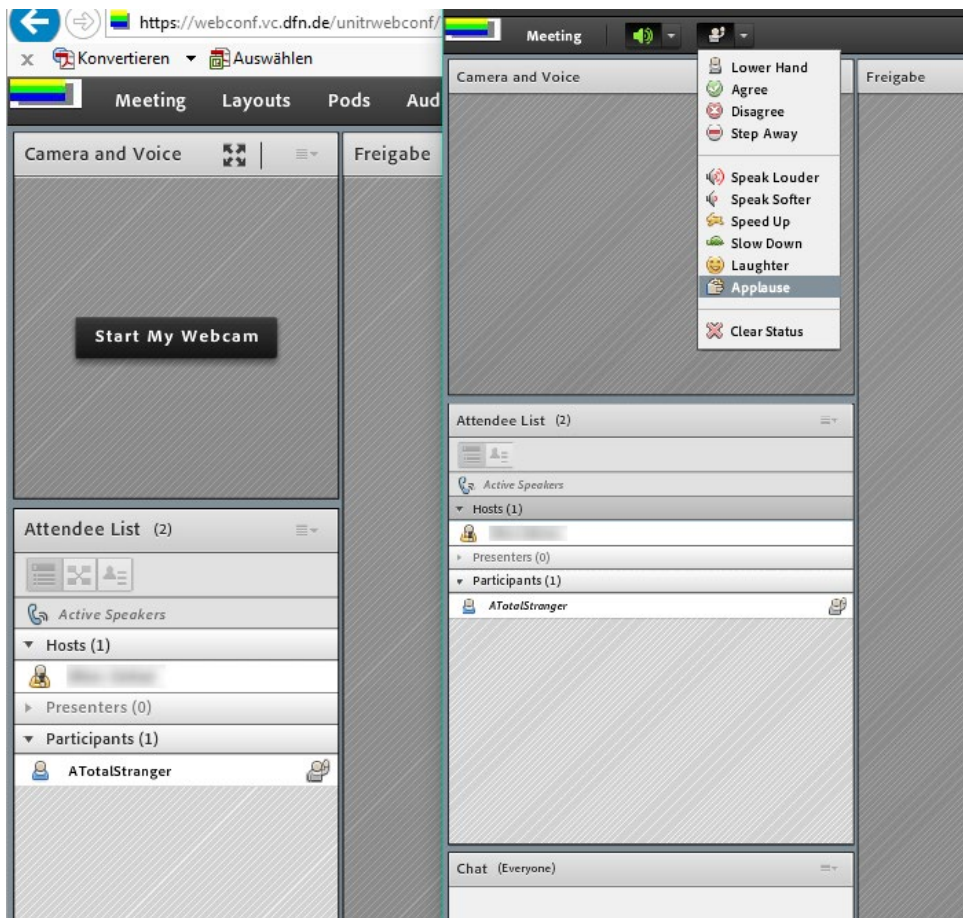 https://webconf.vc.dfn.de/unitrwebconf/
x Konvertieren Auswählen
Meeting Layouts Pods Aud
Camera and Voice
Freigabe
Start My Webcam
Attendee List (2)
Active Speakers
Hosts (1)
Presenters (0)
Participants (1)
ATotalStranger
Meeting
Camera and Voice
Freigabe
Lower Hand
Agree
Disagree
Step Away
Speak Louder
Speak Softer
Speed Up
Slow Down
Laughter
Applause
Clear Status
Attendee List (2)
Active Speakers
Hosts (1)
Presenters (0)
Participants (1)
ATotalStranger
Chat (Everyone)